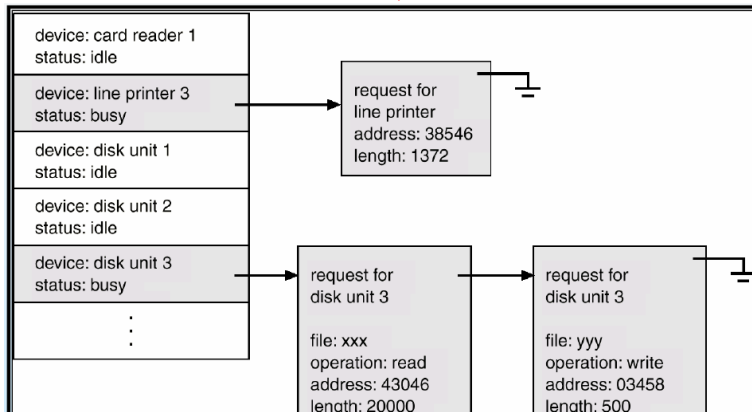 device: card reader 1
status: idle
device: line printer 3
status: busy
device: disk unit 1
status: idle
device: disk unit 2
status: idle
device: disk unit 3
status: busy
request for
line printer
address: 38546
length: 1372
request for
disk unit 3
file: xxx
operation: read
address: 43046
length: 20000
request for
disk unit 3
file: yyy
operation: write
address: 03458
length: 500